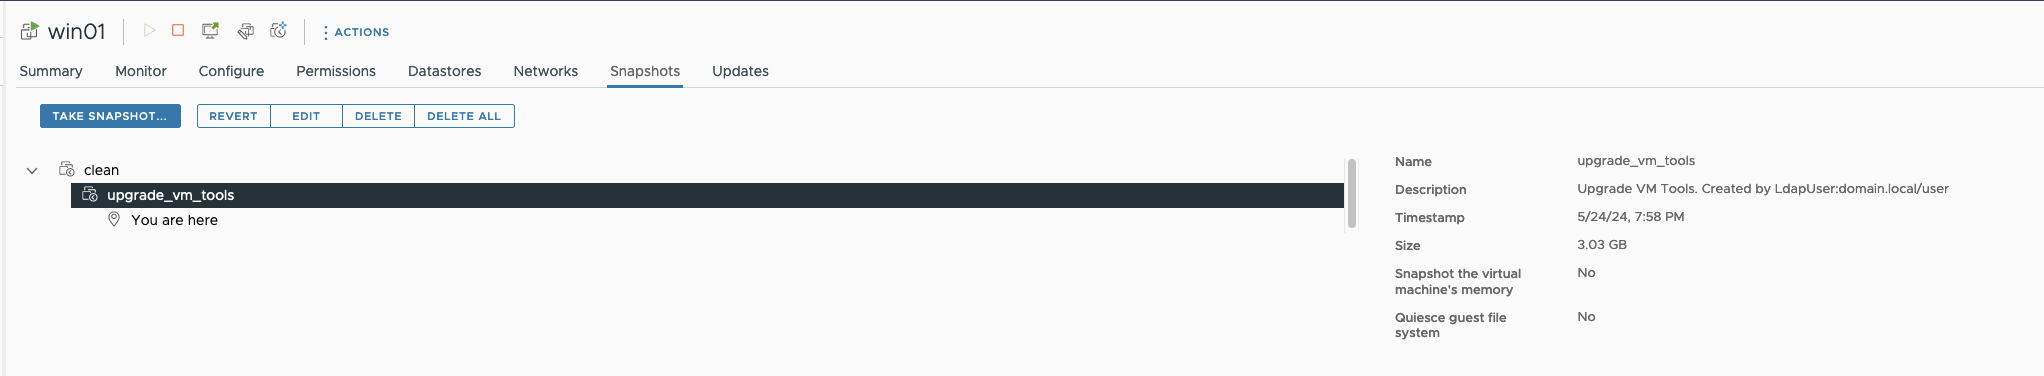 win01
ACTIONS
Summary Monitor Configure Permissions Datastores Networks Snapshots Updates
TAKE SNAPSHOT... REVERT EDIT DELETE DELETE ALL
clean
upgrade_vm_tools
You are here
Name upgrade_vm_tools
Description Upgrade VM Tools. Created by LdapUser:domain.local/user
Timestamp 5/24/24, 7:58 PM
Size 3.03 GB
Snapshot the virtual No
machine's memory
Quiesce guest file No
system